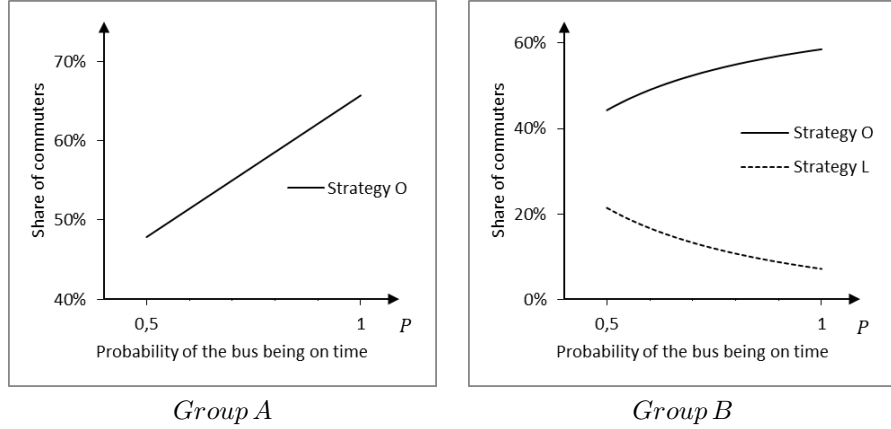 Share of commuters
70%
60%
50%
40%
Strategy O
0,5
1
P
Probability of the bus being on time
Group A
Share of commuters
60%
40%
20%
0%
Strategy O
Strategy L
0,5
1
P
Probability of the bus being on time
Group B